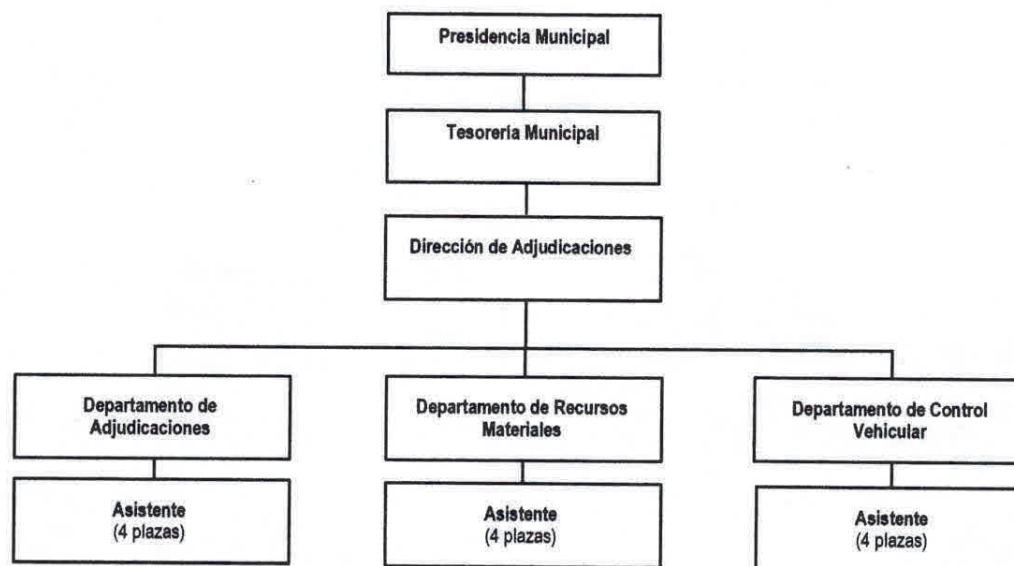 Presidencia Municipal
Tesorería Municipal
Dirección de Adjudicaciones
Departamento de
Adjudicaciones
Departamento de Recursos
Materiales
Departamento de Control
Vehicular
Asistente
(4 plazas)
Asistente
(4 plazas)
Asistente
(4 plazas)